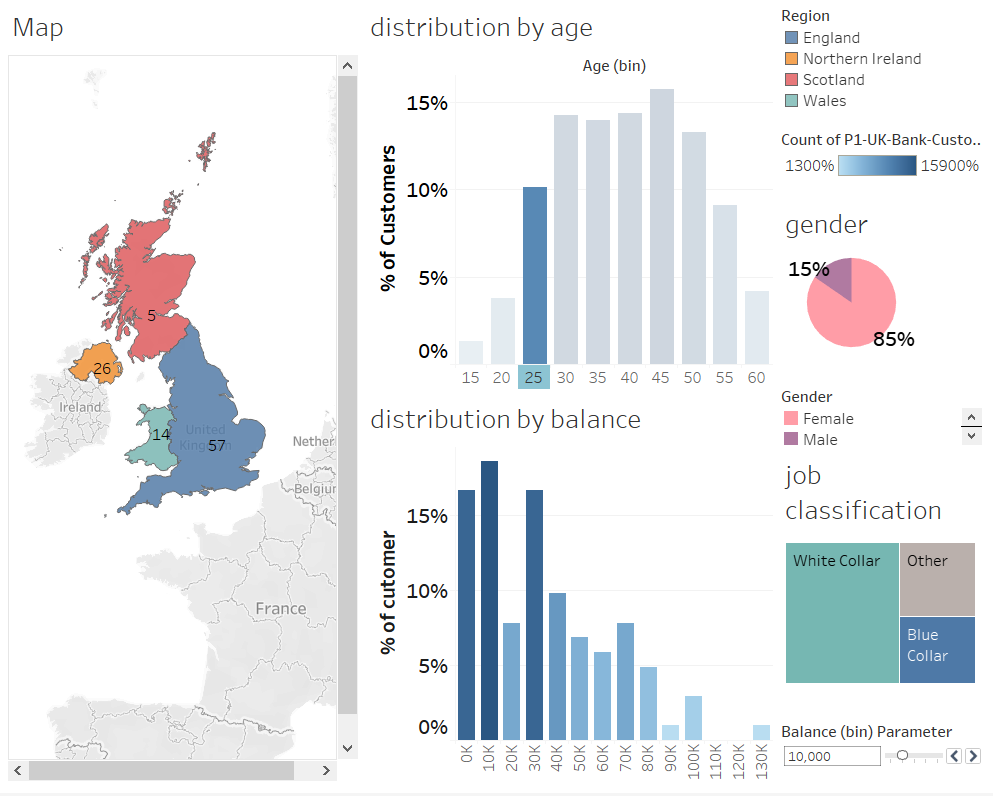 Map
5
26
Ireland
14
United
Kingdom
57
Nether
Belgiur
France
distribution by age
Age (bin)
% of Customers
15%
10%
5%
0%
15 20 25 30 35 40 45 50 55 60
distribution by balance
% of cutomer
15%
10%
5%
0%
0K 10K 20K 30K 40K 50K 60K 70K 80K 90K 100K 110K 120K 130K
Region
England
Northern Ireland
Scotland
Wales
Count of P1-UK-Bank-Custo..
1300% 15900%
gender
15%
85%
Gender
Female
Male
job
classification
White Collar
Other
Blue
Collar
Balance (bin) Parameter
10,000